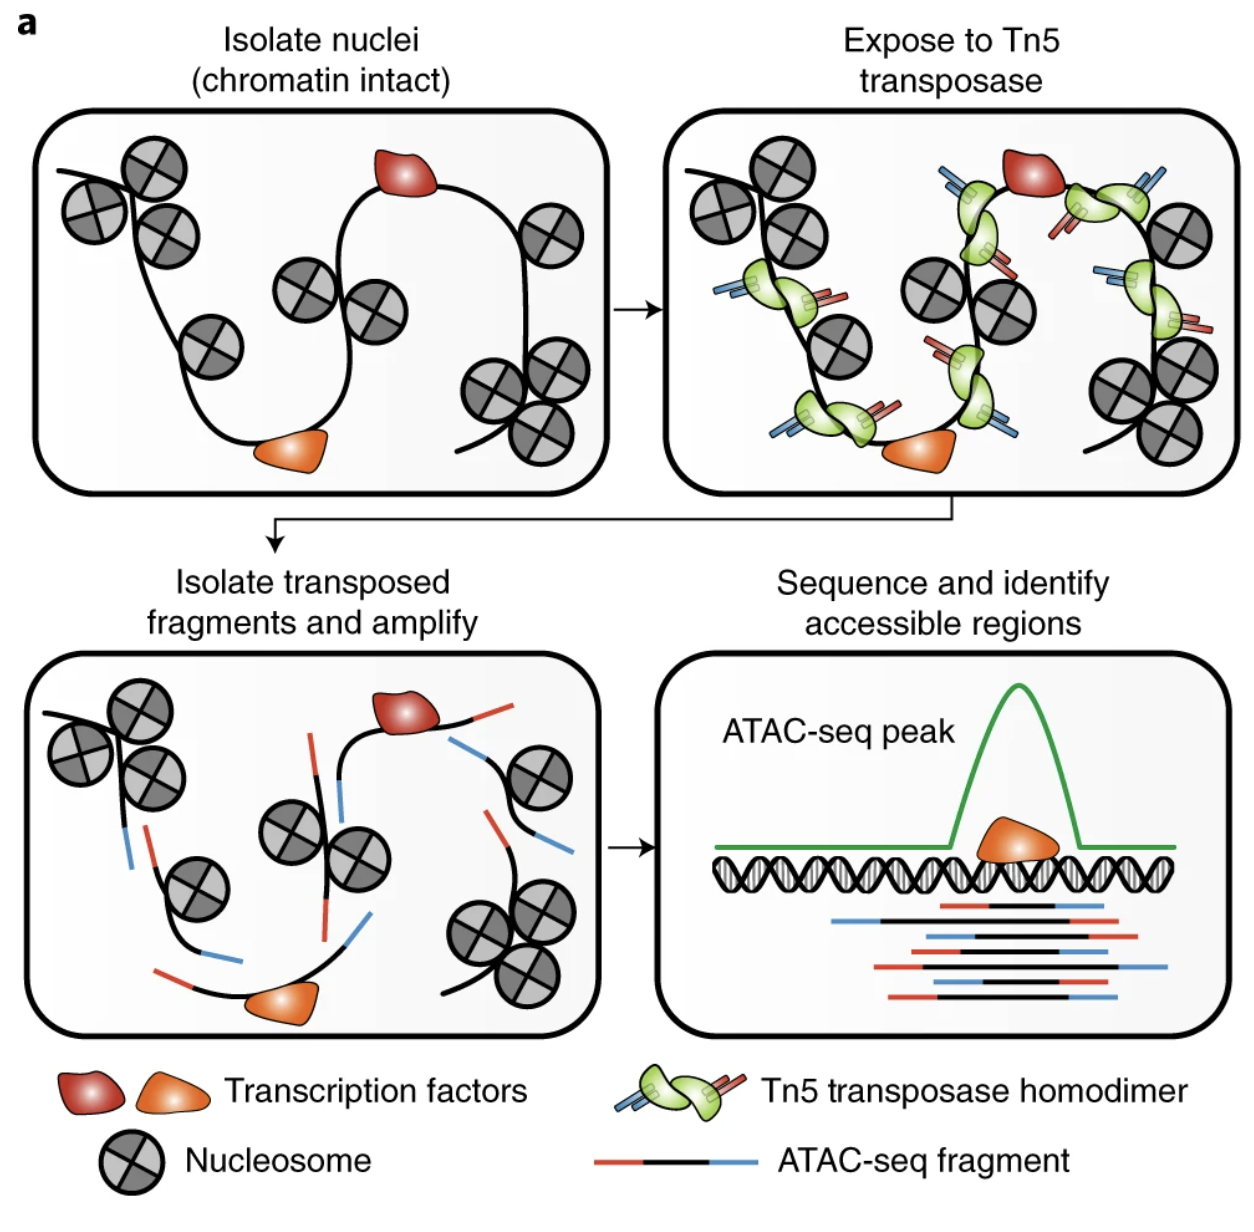 a
Isolate nuclei
(chromatin intact)
Expose to Tn5
transposase
Isolate transposed
fragments and amplify
Sequence and identify
accessible regions
ATAC-seq peak
Transcription factors
Tn5 transposase homodimer
Nucleosome
ATAC-seq fragment